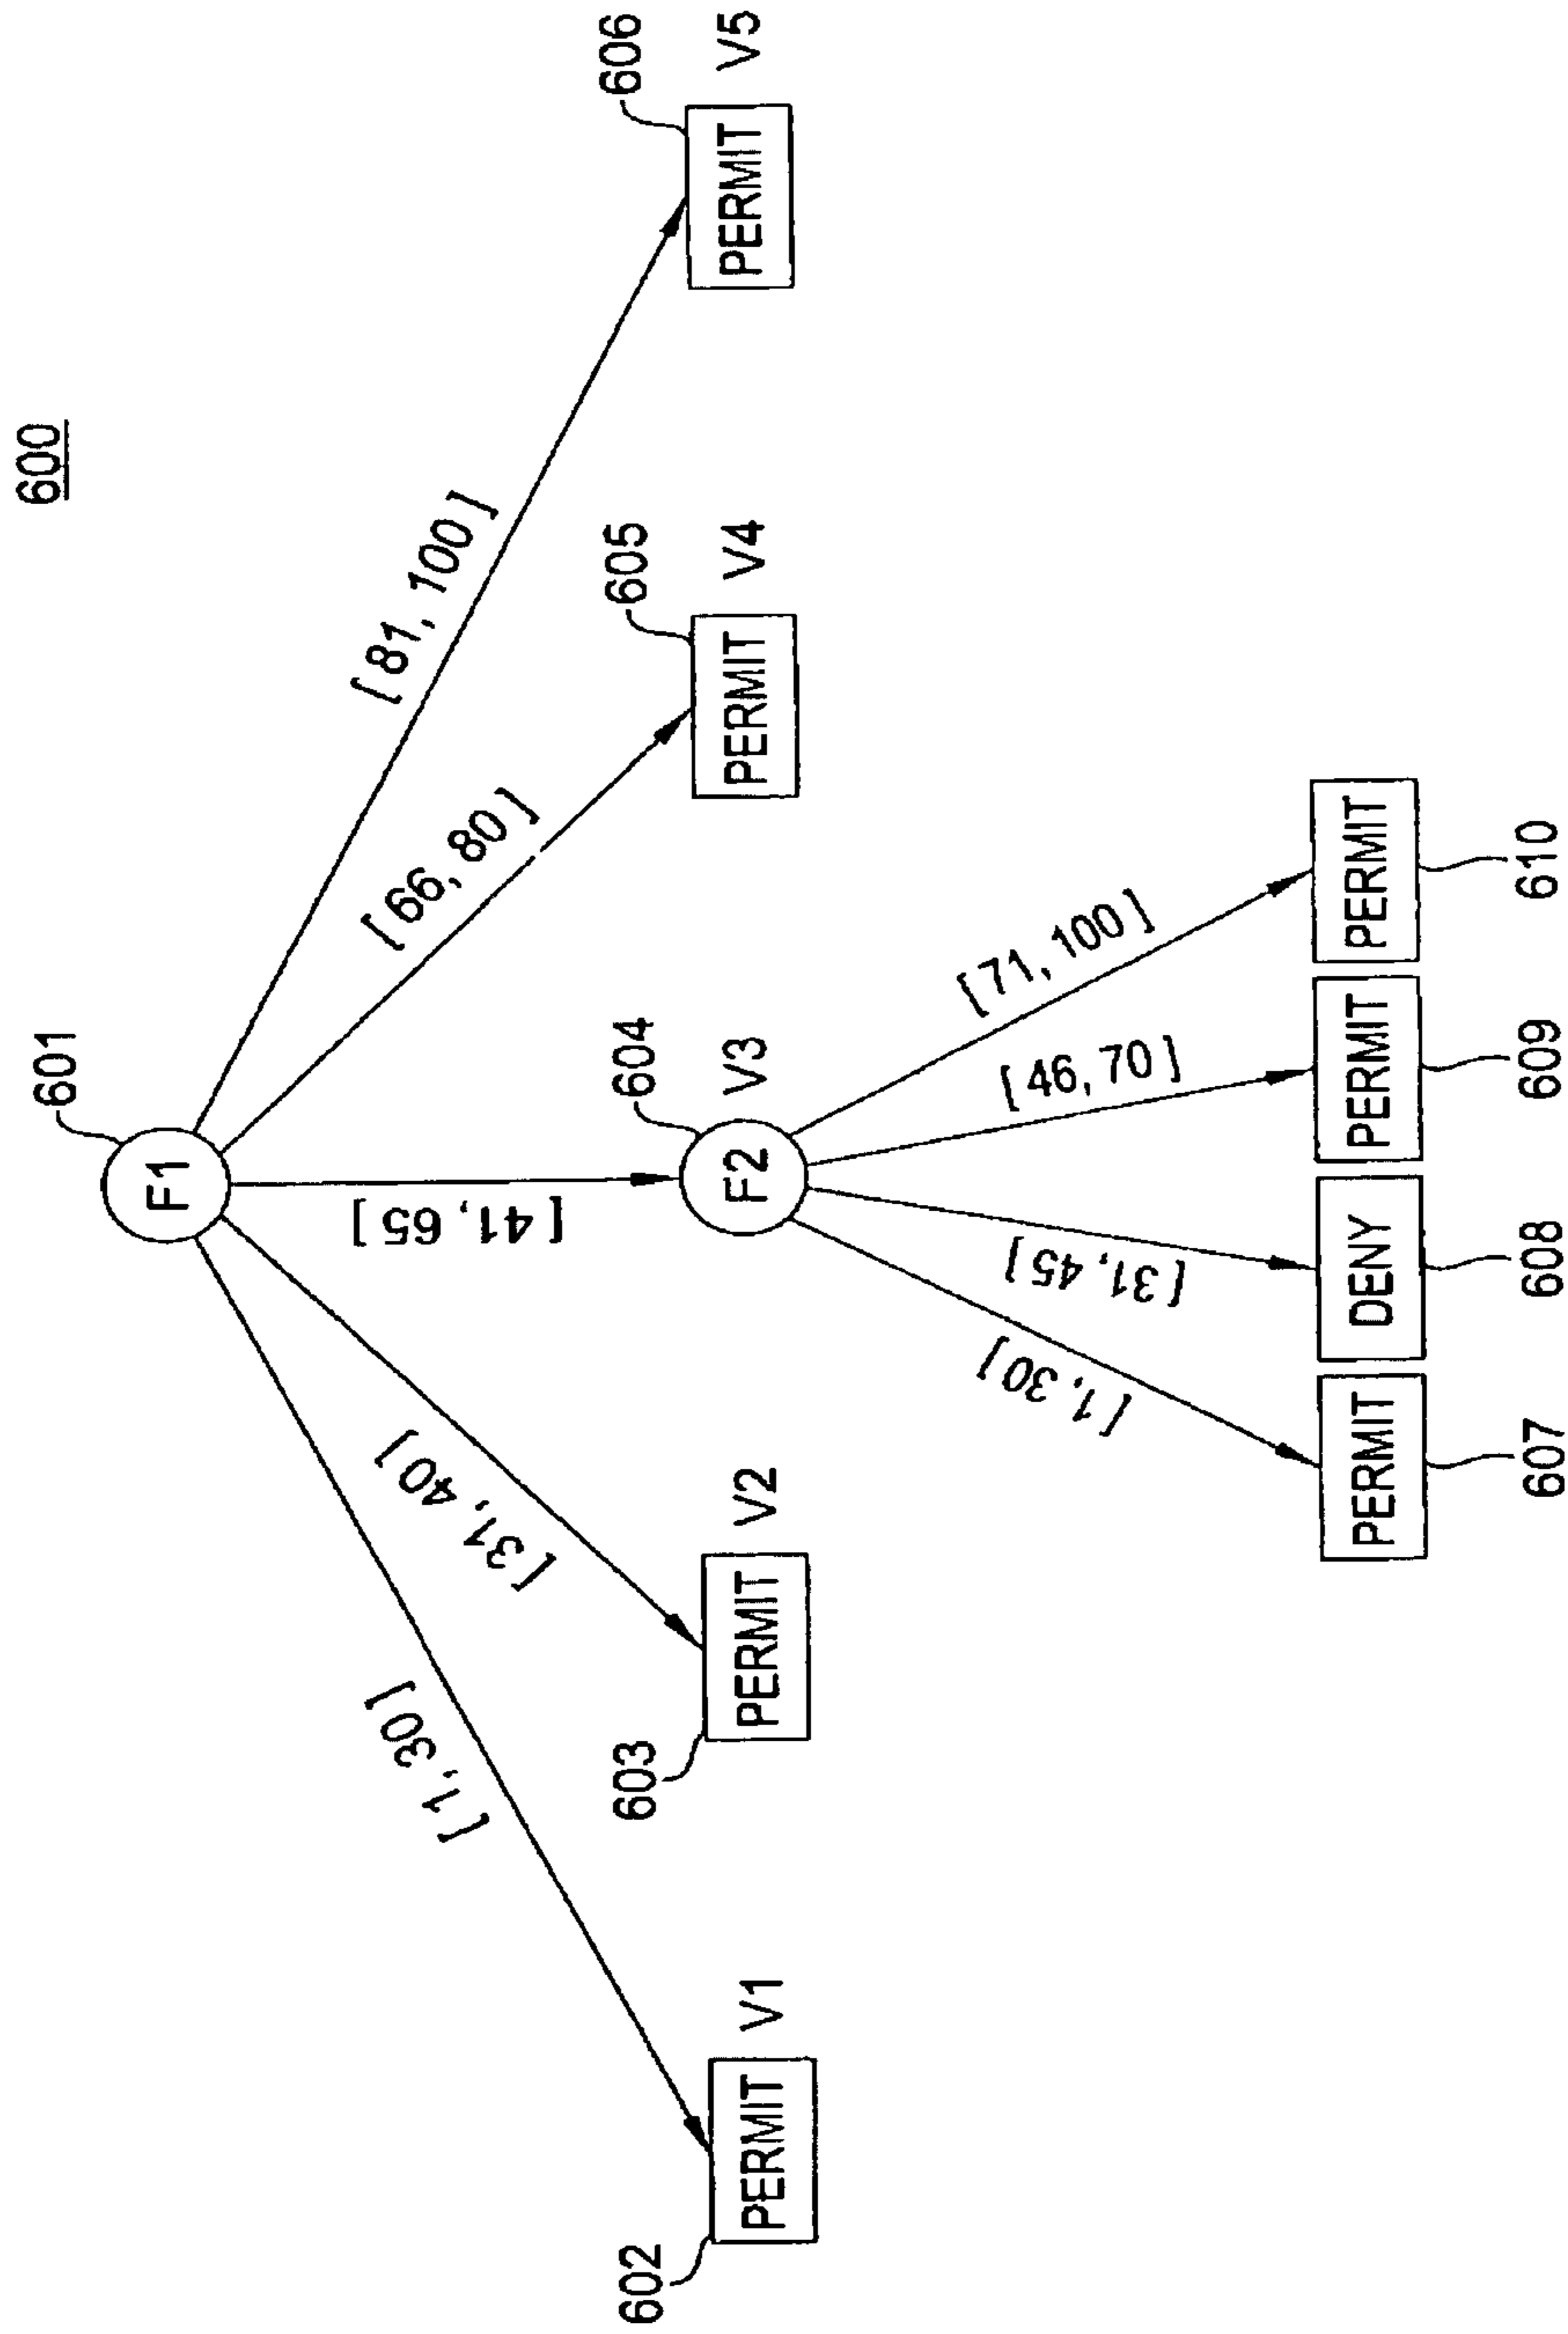 600
601
F1
[1, 30]
[31, 40]
[41, 65]
[66, 80]
[81, 100]
602
PERMIT
V1
603
PERMIT
V2
604
F2
V3
605
PERMIT
V4
606
PERMIT
V5
[1, 30]
[31, 45]
[46, 70]
[71, 100]
PERMIT
DENY
PERMIT
PERMIT
607
608
609
610